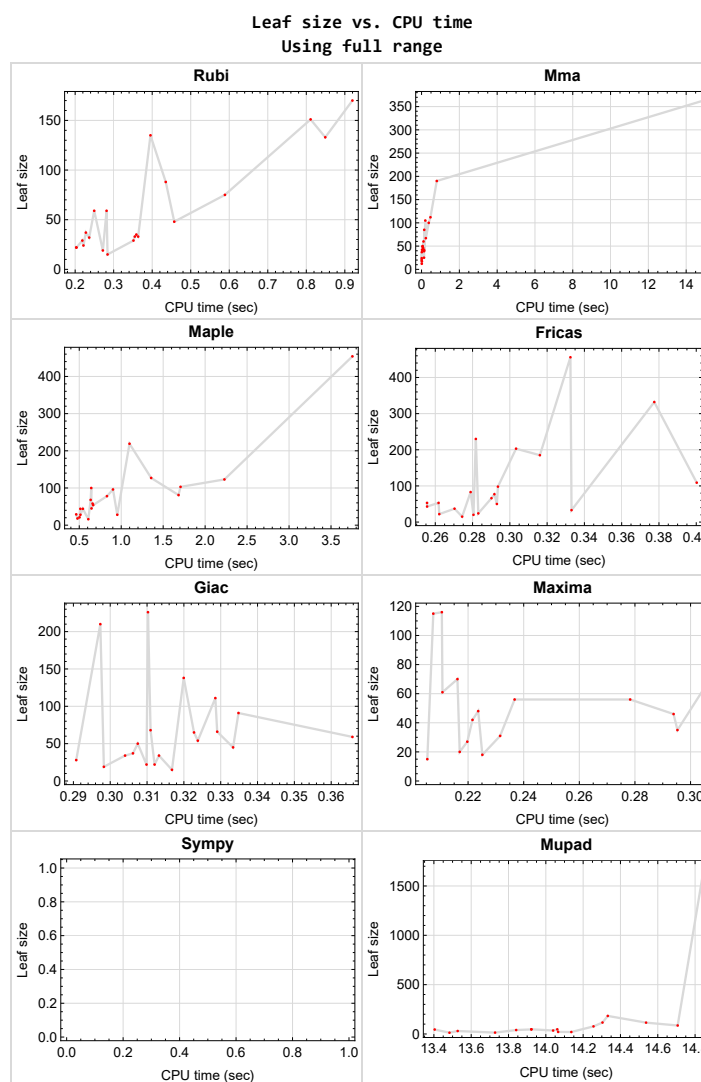 Leaf size vs. CPU time
Using full range
Rubi
Leaf size
150
100
50
0
0.2 0.3 0.4 0.5 0.6 0.7 0.8 0.9
CPU time (sec)
Mma
Leaf size
350
300
250
200
150
100
50
0
0 2 4 6 8 10 12 14
CPU time (sec)
Maple
Leaf size
400
300
200
100
0
0.5 1.0 1.5 2.0 2.5 3.0 3.5
CPU time (sec)
Fricas
Leaf size
400
300
200
100
0
0.26 0.28 0.30 0.32 0.34 0.36 0.38 0.4
CPU time (sec)
Giac
Leaf size
200
150
100
50
0
0.29 0.30 0.31 0.32 0.33 0.34 0.35 0.36
CPU time (sec)
Maxima
Leaf size
120
100
80
60
40
20
0
0.22 0.24 0.26 0.28 0.30
CPU time (sec)
Sympy
Leaf size
1.0
0.8
0.6
0.4
0.2
0.0
0.0 0.2 0.4 0.6 0.8 1.0
CPU time (sec)
Mupad
Leaf size
1500
1000
500
0
13.4 13.6 13.8 14.0 14.2 14.4 14.6 14.
CPU time (sec)